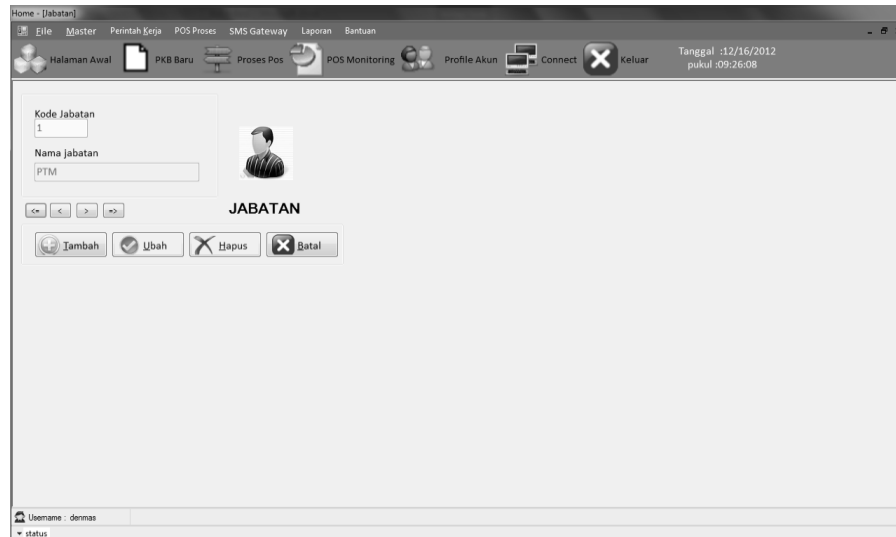 Home - [Jabatan]
File Master Perintah Kerja POS Proses SMS Gateway Laporan Bantuan
Halaman Awal PKB Baru Proses Pos POS Monitoring Profile Akun Connect Keluar
Tanggal :12/16/2012
pukul :09:26:08
Kode Jabatan
1
Nama jabatan
PTM
<= < > =>
JABATAN
Tambah Ubah Hapus Batal
Username : denmas
status